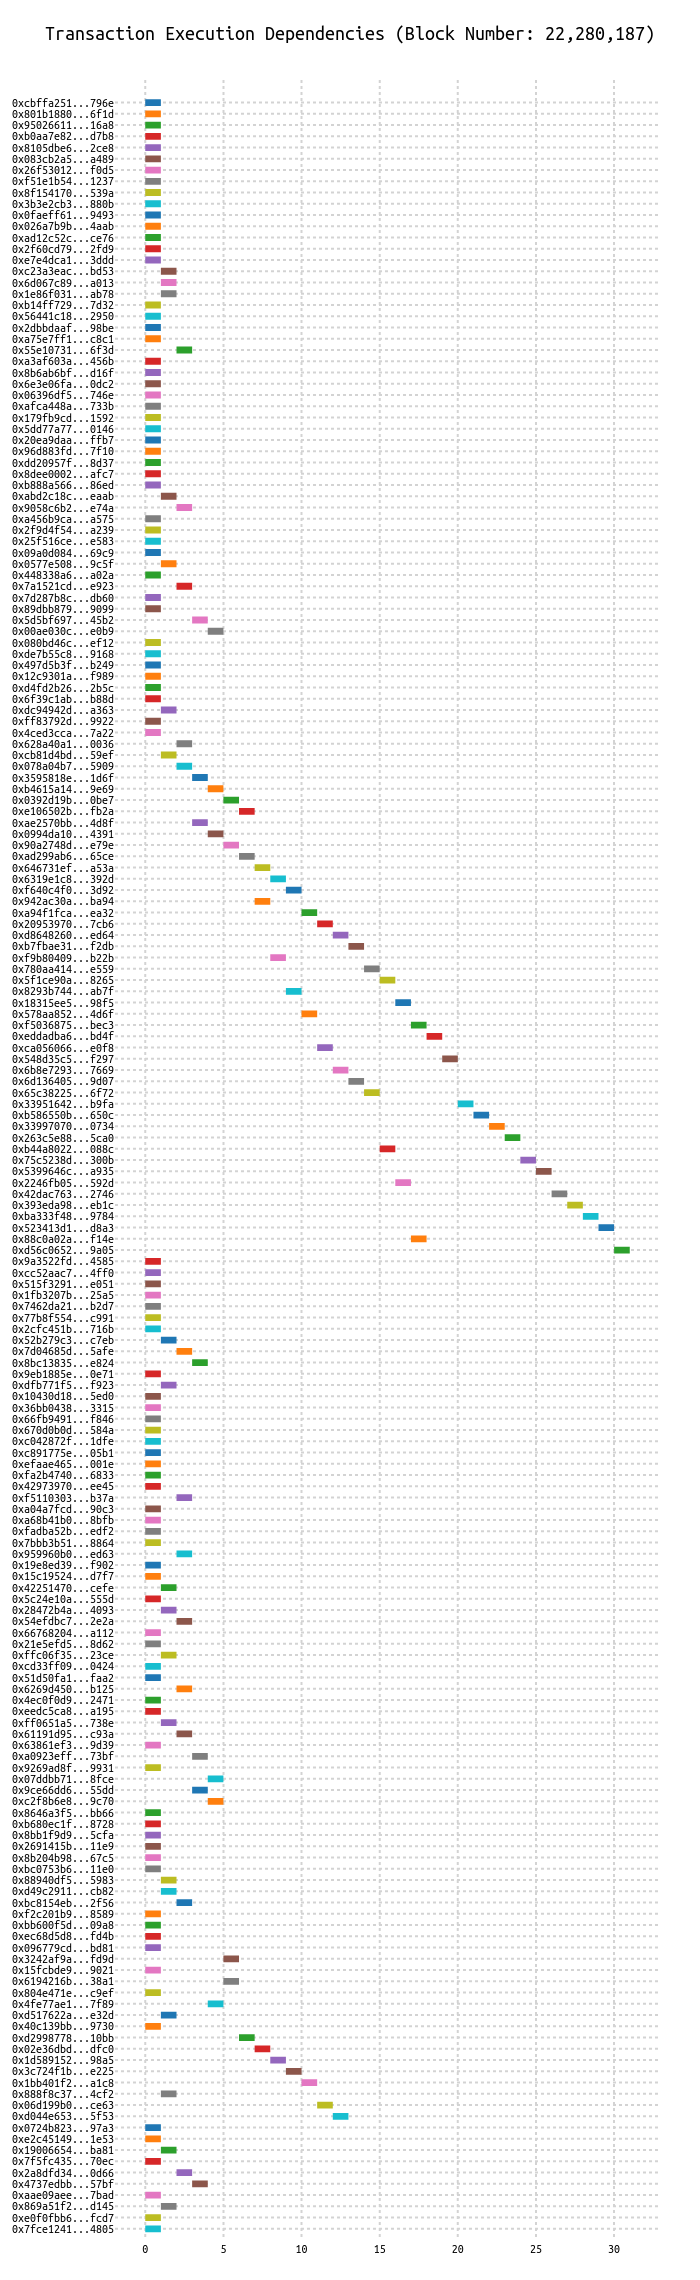 Transaction Execution Dependencies (Block Number: 22,280,187)
0xcbffa251...796e
0x801b1880...6f1d
0x95026611...16a8
0xb0aa7e82...d7b8
0x8105dbe6...2ce8
0x083cb2a5...a489
0x26f53012...f0d5
0xf51e1b54...1237
0x8f154170...539a
0x3b3e2cb3...880b
0x0faeff61...9493
0x026a7b9b...4aab
0xad12c52c...ce76
0x2f60cd79...2fd9
0xe7e4dca1...3ddd
0xc23a3eac...bd53
0x6d067c89...a013
0x1e86f031...ab78
0xb14ff729...7d32
0x56441c18...2950
0x2dbbdaaf...98be
0xa75e7ff1...c8c1
0x55e10731...6f3d
0xa3af603a...456b
0x8b6ab6bf...d16f
0x6e3e06fa...0dc2
0x06396df5...746e
0xafca448a...733b
0x179fb9cd...1592
0x5dd77a77...0146
0x20ea9daa...ffb7
0x96d883fd...7f10
0xdd20957f...8d37
0x8dee0002...afc7
0xb888a566...86ed
0xabd2c18c...eaab
0x9058c6b2...e74a
0xa456b9ca...a575
0x2f9d4f54...a239
0x25f516ce...e583
0x09a0d084...69c9
0x0577e508...9c5f
0x448338a6...a02a
0x7a1521cd...e923
0x7d287b8c...db60
0x89dbb879...9099
0x5d5bf697...45b2
0x00ae030c...e0b9
0x080bd46c...ef12
0xde7b55c8...9168
0x497d5b3f...b249
0x12c9301a...f989
0xd4fd2b26...2b5c
0x6f39c1ab...b88d
0xdc94942d...a363
0xff83792d...9922
0x4ced3cca...7a22
0x628a40a1...0036
0xcb81d4bd...59ef
0x078a04b7...5909
0x3595818e...1d6f
0xb4615a14...9e69
0x0392d19b...0be7
0xe106502b...fb2a
0xae2570bb...4d8f
0x0994da10...4391
0x90a2748d...e79e
0xad299ab6...65ce
0x646731ef...a53a
0x6319e1c8...392d
0xf640c4f0...3d92
0x942ac30a...ba94
0xa94f1fca...ea32
0x20953970...7cb6
0xd8648260...ed64
0xb7fbae31...f2db
0xf9b80409...b22b
0x780aa414...e559
0x5f1ce90a...8265
0x8293b744...ab7f
0x18315ee5...98f5
0x578aa852...4d6f
0xf5036875...bec3
0xeddadba6...bd4f
0xca056066...e0f8
0x548d35c5...f297
0x6b8e7293...7669
0x6d136405...9d07
0x65c38225...6f72
0x33951642...b9fa
0xb586550b...650c
0x33997070...0734
0x263c5e88...5ca0
0xb44a8022...088c
0x75c5238d...300b
0x5399646c...a935
0x2246fb05...592d
0x42dac763...2746
0x393eda98...eb1c
0xba333f48...9784
0x523413d1...d8a3
0x88c0a02a...f14e
0xd56c0652...9a05
0x9a3522fd...4585
0xcc52aac7...4ff0
0x515f3291...e051
0x1fb3207b...25a5
0x7462da21...b2d7
0x77b8f554...c991
0x2cfc451b...716b
0x52b279c3...c7eb
0x7d04685d...5afe
0x8bc13835...e824
0x9eb1885e...0e71
0xdfb771f5...f923
0x10430d18...5ed0
0x36bb0438...3315
0x66fb9491...f846
0x670d0b0d...584a
0xc042872f...1dfe
0xc891775e...05b1
0xefaae465...001e
0xfa2b4740...6833
0x42973970...ee45
0xf5110303...b37a
0xa04a7fcd...90c3
0xa68b41b0...8bfb
0xfadba52b...edf2
0x7bbb3b51...8864
0x959960b0...ed63
0x19e8ed39...f902
0x15c19524...d7f7
0x42251470...cefe
0x5c24e10a...555d
0x28472b4a...4093
0x54efdbc7...2e2a
0x66768204...a112
0x21e5efd5...8d62
0xffc06f35...23ce
0xcd33ff09...0424
0x51d50fa1...faa2
0x6269d450...b125
0x4ec0f0d9...2471
0xeedc5ca8...a195
0xff0651a5...738e
0x61191d95...c93a
0x63861ef3...9d39
0xa0923eff...73bf
0x9269ad8f...9931
0x07ddbb71...8fce
0x9ce66dd6...55dd
0xc2f8b6e8...9c70
0x8646a3f5...bb66
0xb680ec1f...8728
0x8bb1f9d9...5cfa
0x2691415b...11e9
0x8b204b98...67c5
0xbc0753b6...11e0
0x88940df5...5983
0xd49c2911...cb82
0xbc8154eb...2f56
0xf2c201b9...8589
0xbb600f5d...09a8
0xec68d5d8...fd4b
0x096779cd...bd81
0x3242af9a...fd9d
0x15fcbde9...9021
0x6194216b...38a1
0x804e471e...c9ef
0x4fe77ae1...7f89
0xd517622a...e32d
0x40c139bb...9730
0xd2998778...10bb
0x02e36dbd...dfc0
0x1d589152...98a5
0x3c724f1b...e225
0x1bb401f2...a1c8
0x888f8c37...4cf2
0x06d199b0...ce63
0xd044e653...5f53
0x0724b823...97a3
0xe2c45149...1e53
0x19006654...ba81
0x7f5fc435...70ec
0x2a8dfd34...0d66
0x4737edbb...57bf
0xaae09aee...7bad
0x869a51f2...d145
0xe0f0fbb6...fcd7
0x7fce1241...4805
0 5 10 15 20 25 30